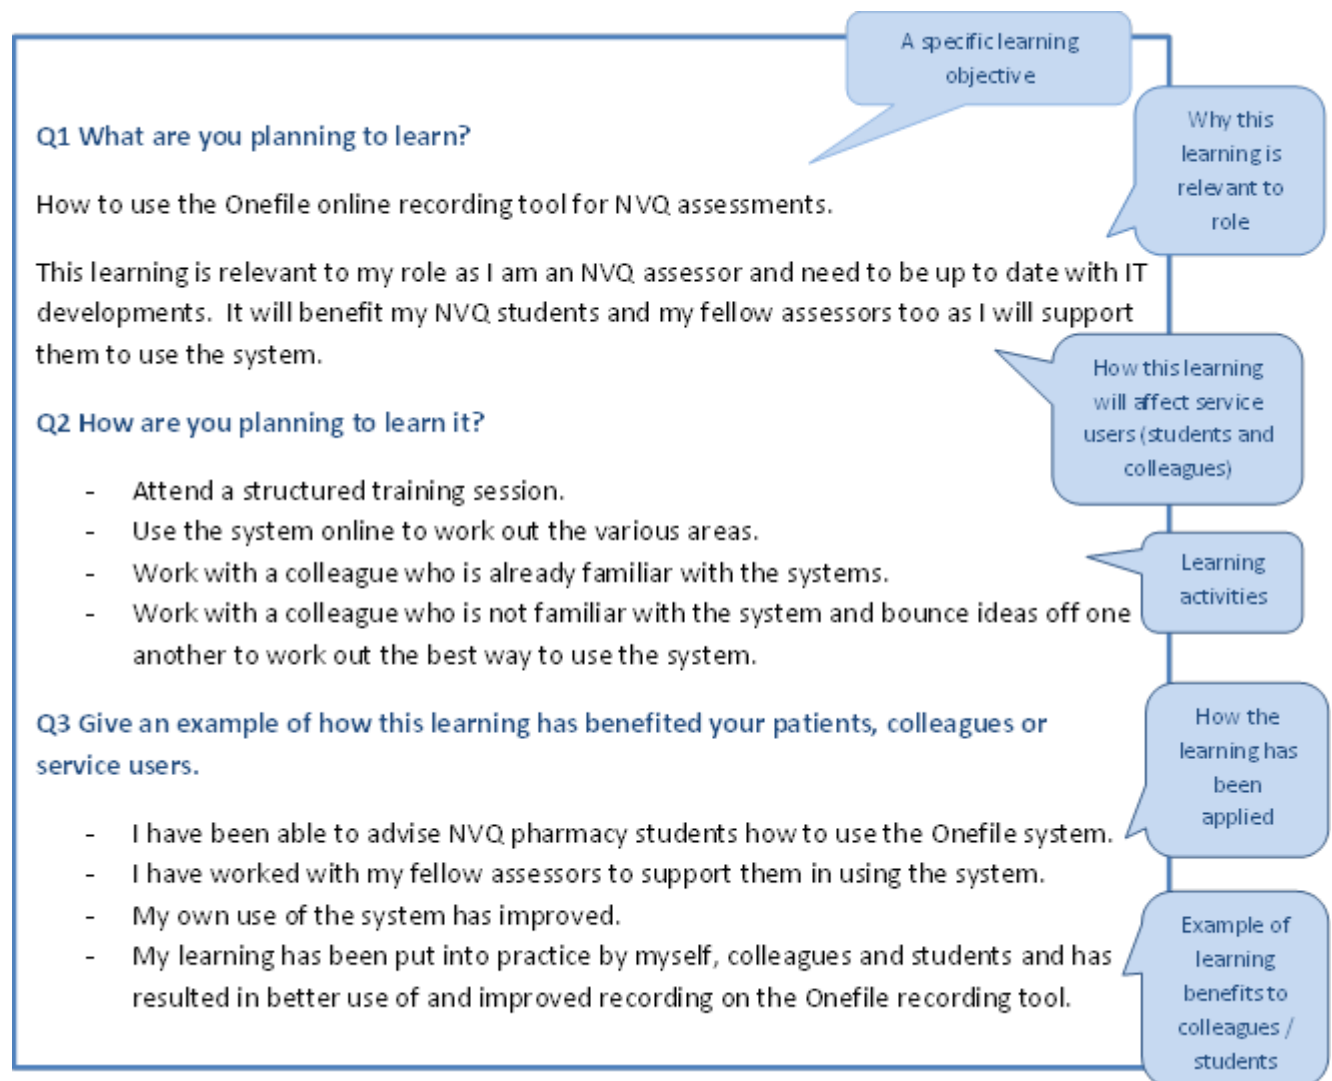 A specific learning
objective
Q1 What are you planning to learn?
Why this
learning is
relevant to
role
How to use the Onefile online recording tool for NVQ assessments.
This learning is relevant to my role as I am an NVQ assessor and need to be up to date with IT
developments.  It will benefit my NVQ students and my fellow assessors too as I will support
them to use the system.
How this learning
will affect service
users (students and
colleagues)
Q2 How are you planning to learn it?
- Attend a structured training session.
- Use the system online to work out the various areas.
- Work with a colleague who is already familiar with the systems.
- Work with a colleague who is not familiar with the system and bounce ideas off one
another to work out the best way to use the system.
Learning
activities
Q3 Give an example of how this learning has benefited your patients, colleagues or
service users.
How the
learning has
been
applied
- I have been able to advise NVQ pharmacy students how to use the Onefile system.
- I have worked with my fellow assessors to support them in using the system.
- My own use of the system has improved.
- My learning has been put into practice by myself, colleagues and students and has
resulted in better use of and improved recording on the Onefile recording tool.
Example of
learning
benefits to
colleagues /
students